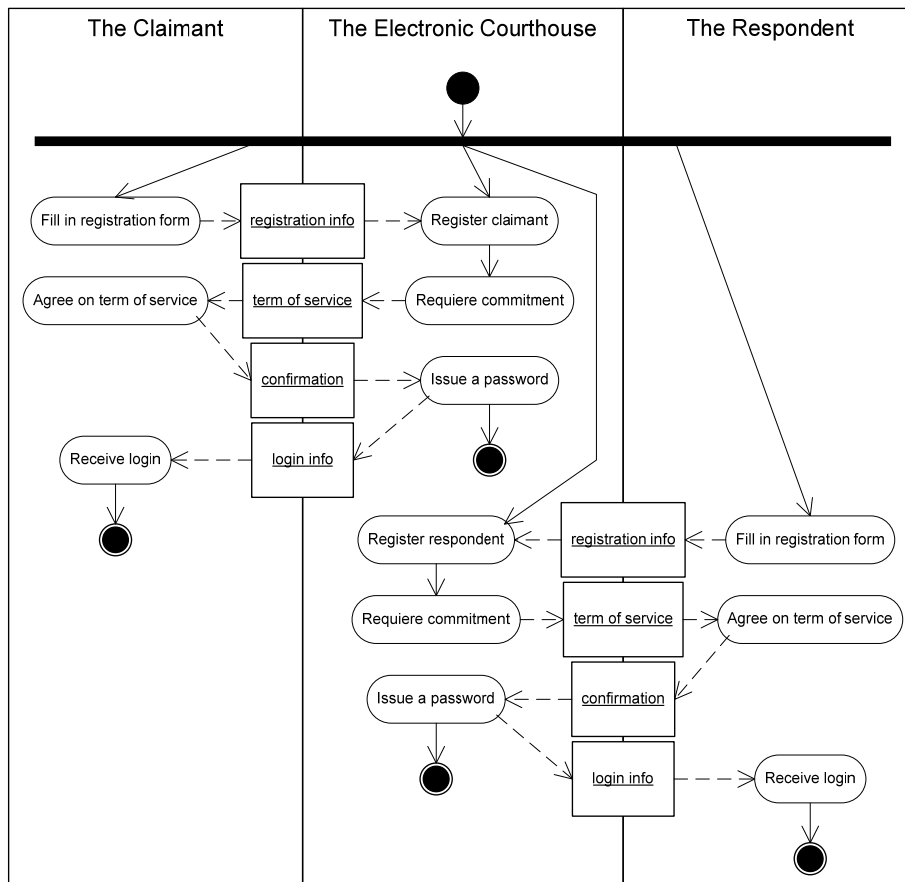 The Claimant
The Electronic Courthouse
The Respondent
Fill in registration form
registration info
Register claimant
Agree on term of service
term of service
Requiere commitment
confirmation
Issue a password
Receive login
login info
Register respondent
registration info
Fill in registration form
Requiere commitment
term of service
Agree on term of service
Issue a password
confirmation
login info
Receive login